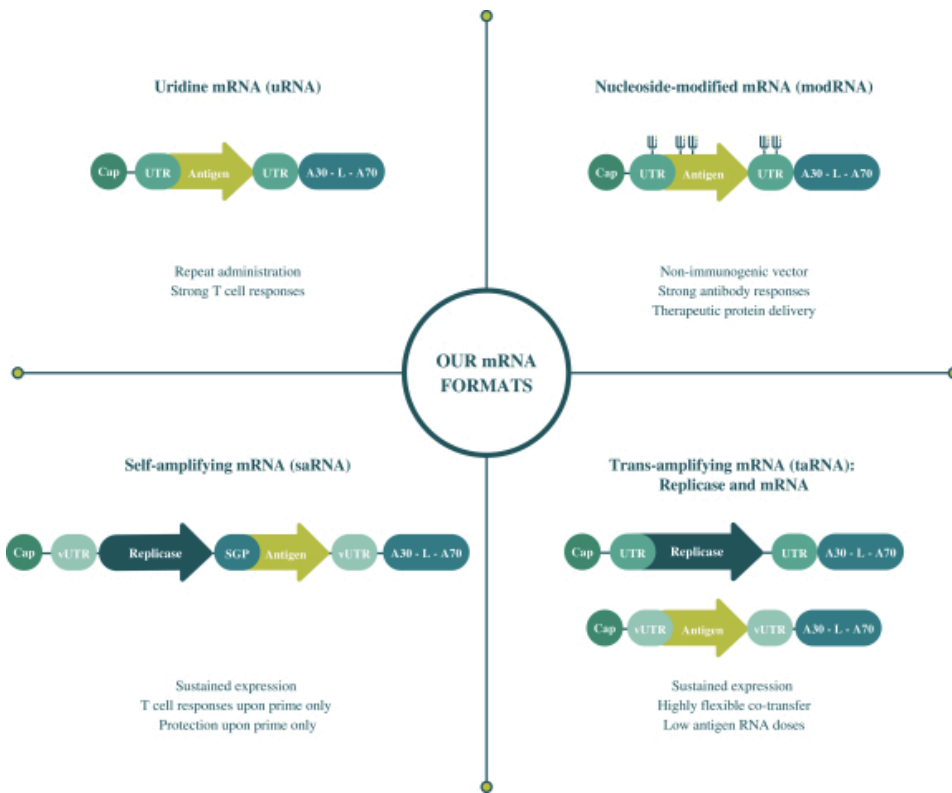 Uridine mRNA (uRNA)
Cap UTR Antigen UTR A30 - L - A70
Repeat administration
Strong T cell responses
Nucleoside-modified mRNA (modRNA)
Cap UTR Antigen UTR A30 - L - A70
Non-immunogenic vector
Strong antibody responses
Therapeutic protein delivery
OUR mRNA
FORMATS
Self-amplifying mRNA (saRNA)
Cap vUTR Replicase SGP Antigen vUTR A30 - L - A70
Sustained expression
T cell responses upon prime only
Protection upon prime only
Trans-amplifying mRNA (taRNA):
Replicase and mRNA
Cap UTR Replicase UTR A30 - L - A70
Cap vUTR Antigen vUTR A30 - L - A70
Sustained expression
Highly flexible co-transfer
Low antigen RNA doses